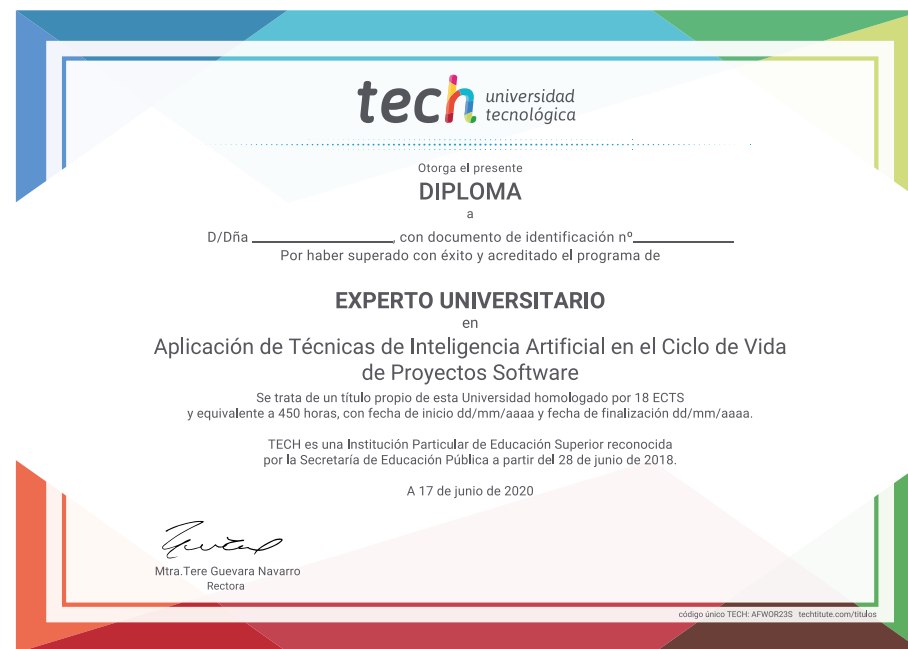 tech universidad
tecnológica
Otorga el presente
DIPLOMA
a
D/Dña ____________________, con documento de identificación nº______________
Por haber superado con éxito y acreditado el programa de
EXPERTO UNIVERSITARIO
en
Aplicación de Técnicas de Inteligencia Artificial en el Ciclo de Vida
de Proyectos Software
Se trata de un título propio de esta Universidad homologado por 18 ECTS
y equivalente a 450 horas, con fecha de inicio dd/mm/aaaa y fecha de finalización dd/mm/aaaa.
TECH es una Institución Particular de Educación Superior reconocida
por la Secretaría de Educación Pública a partir del 28 de junio de 2018.
A 17 de junio de 2020
Mtra.Tere Guevara Navarro
Rectora
código único TECH: AFWOR23S techtitute.com/titulos